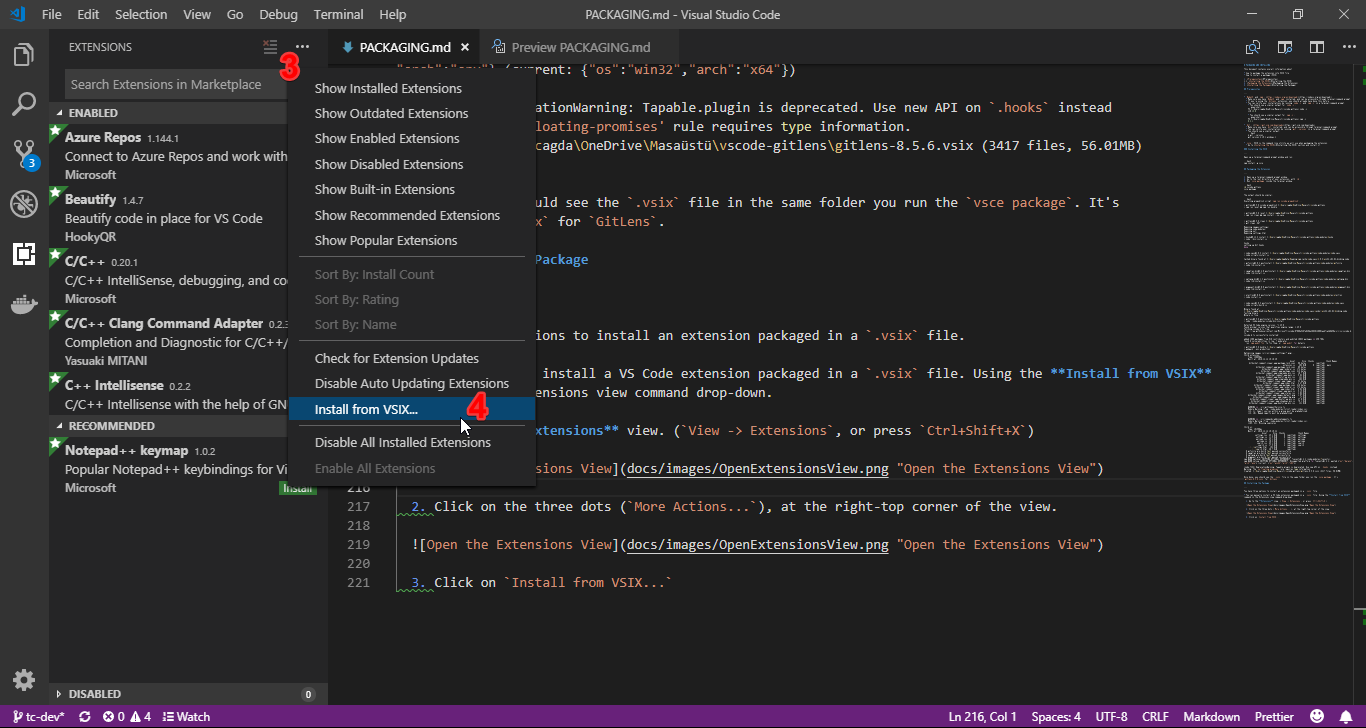 File Edit Selection View Go Debug Terminal Help PACKAGING.md - Visual Studio Code
EXTENSIONS
3
Search Extensions in Marketplace
ENABLED
Azure Repos 1.144.1
Connect to Azure Repos and work with
Microsoft
Beautify 1.4.7
Beautify code in place for VS Code
HookyQR
C/C++ 0.20.1
C/C++ IntelliSense, debugging, and co
Microsoft
C/C++ Clang Command Adapter 0.2.
Completion and Diagnostic for C/C++/
Yasuaki MITANI
C++ Intellisense 0.2.2
C/C++ Intellisense with the help of GN
RECOMMENDED
Notepad++ keymap 1.0.2
Popular Notepad++ keybindings for Vi
Microsoft
Install
DISABLED 0
3
Show Installed Extensions
Show Outdated Extensions
Show Enabled Extensions
Show Disabled Extensions
Show Built-in Extensions
Show Recommended Extensions
Show Popular Extensions
Sort By: Install Count
Sort By: Rating
Sort By: Name
Check for Extension Updates
Disable Auto Updating Extensions
Install from VSIX...
4
Disable All Installed Extensions
Enable All Extensions
PACKAGING.md Preview PACKAGING.md
rent: {"os":"win32","arch":"x64"})
ationWarning: Tapable.plugin is deprecated. Use new API on `.hooks` instead
loating-promises' rule requires type information.
cagda\OneDrive\Masaüstü\vscode-gitlens\gitlens-8.5.6.vsix (3417 files, 56.01MB)
uld see the `.vsix` file in the same folder you run the `vsce package`. It's
x` for `GitLens`.
Package
ions to install an extension packaged in a `.vsix` file.
install a VS Code extension packaged in a `.vsix` file. Using the **Install from VSIX**
ensions view command drop-down.
xtensions** view. (`View -> Extensions`, or press `Ctrl+Shift+X`)
sions View](docs/images/OpenExtensionsView.png "Open the Extensions View")
216
217 2. Click on the three dots (`More Actions...`), at the right-top corner of the view.
218
219 ![Open the Extensions View](docs/images/OpenExtensionsView.png "Open the Extensions View")
220
221 3. Click on `Install from VSIX...`
tc-dev* 0 4 Watch Ln 216, Col 1 Spaces: 4 UTF-8 CRLF Markdown Prettier